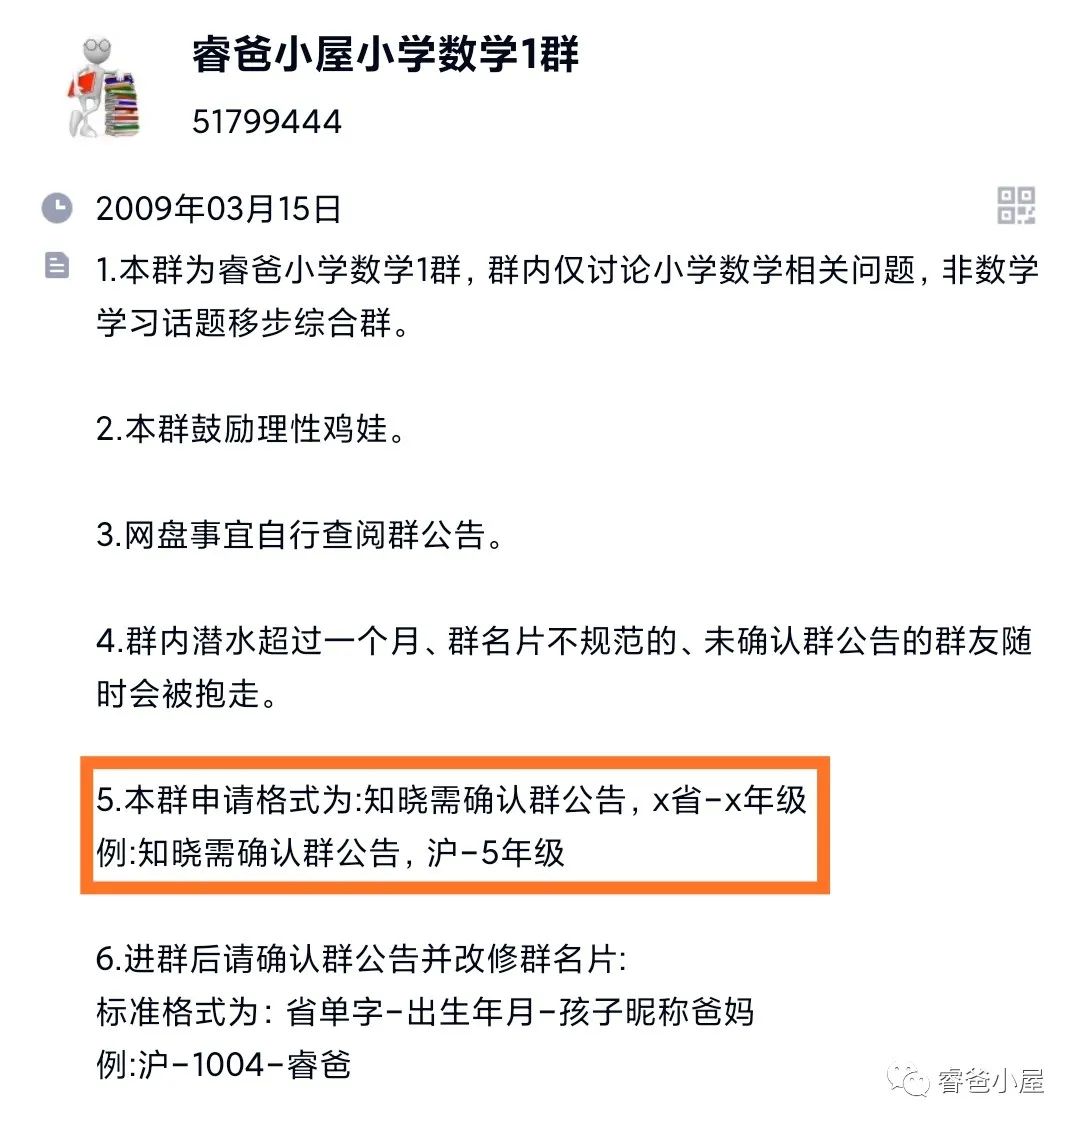 睿爸小屋小学数学1群
51799444
2009年03月15日
1.本群为睿爸小学数学1群，群内仅讨论小学数学相关问题，非数学
学习话题移步综合群。
2.本群鼓励理性鸡娃。
3.网盘事宜自行查阅群公告。
4.群内潜水超过一个月、群名片不规范的、未确认群公告的群友随
时会被抱走。
5.本群申请格式为:知晓需确认群公告，x省-x年级
例:知晓需确认群公告，沪-5年级
6.进群后请确认群公告并改修群名片:
标准格式为：省单字-出生年月-孩子昵称爸妈
例:沪-1004-睿爸
睿爸小屋